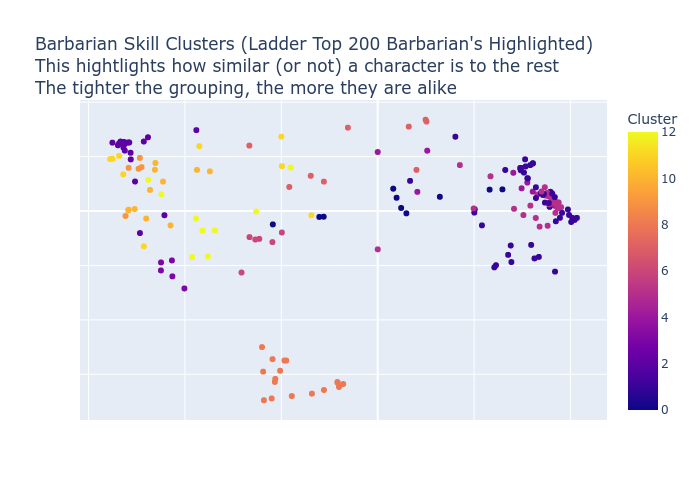 Barbarian Skill Clusters (Ladder Top 200 Barbarian's Highlighted)
This hightlights how similar (or not) a character is to the rest
The tighter the grouping, the more they are alike
Cluster
12
10
8
6
4
2
0